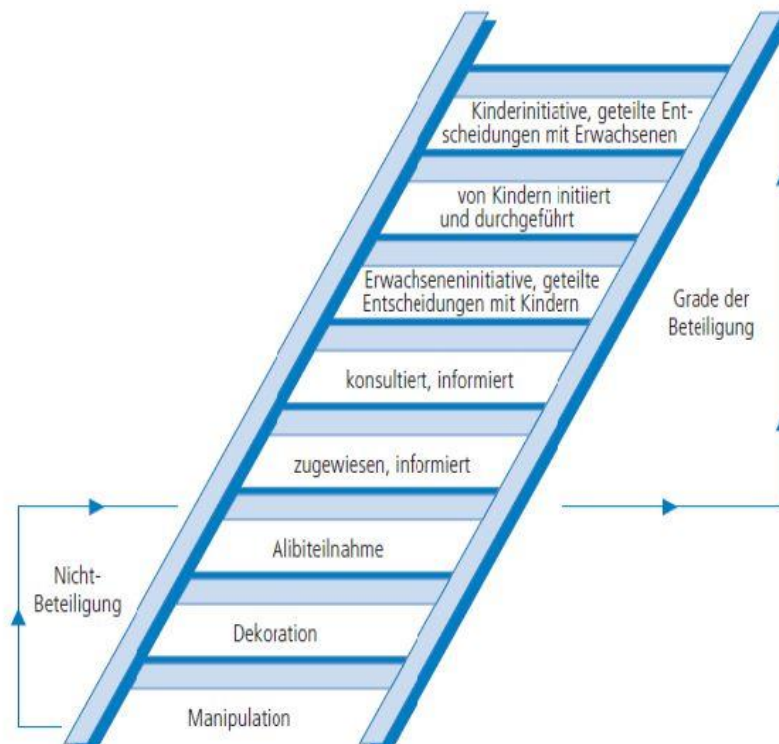 Kinderinitiative, geteilte Ent-
scheidungen mit Erwachsenen
von Kindern initiiert
und durchgeführt
Erwachseneninitiative, geteilte
Entscheidungen mit Kindern
Grade der
Beteiligung
konsultiert, informiert
zugewiesen, informiert
Alibiteilnahme
Nicht-
Beteiligung
Dekoration
Manipulation